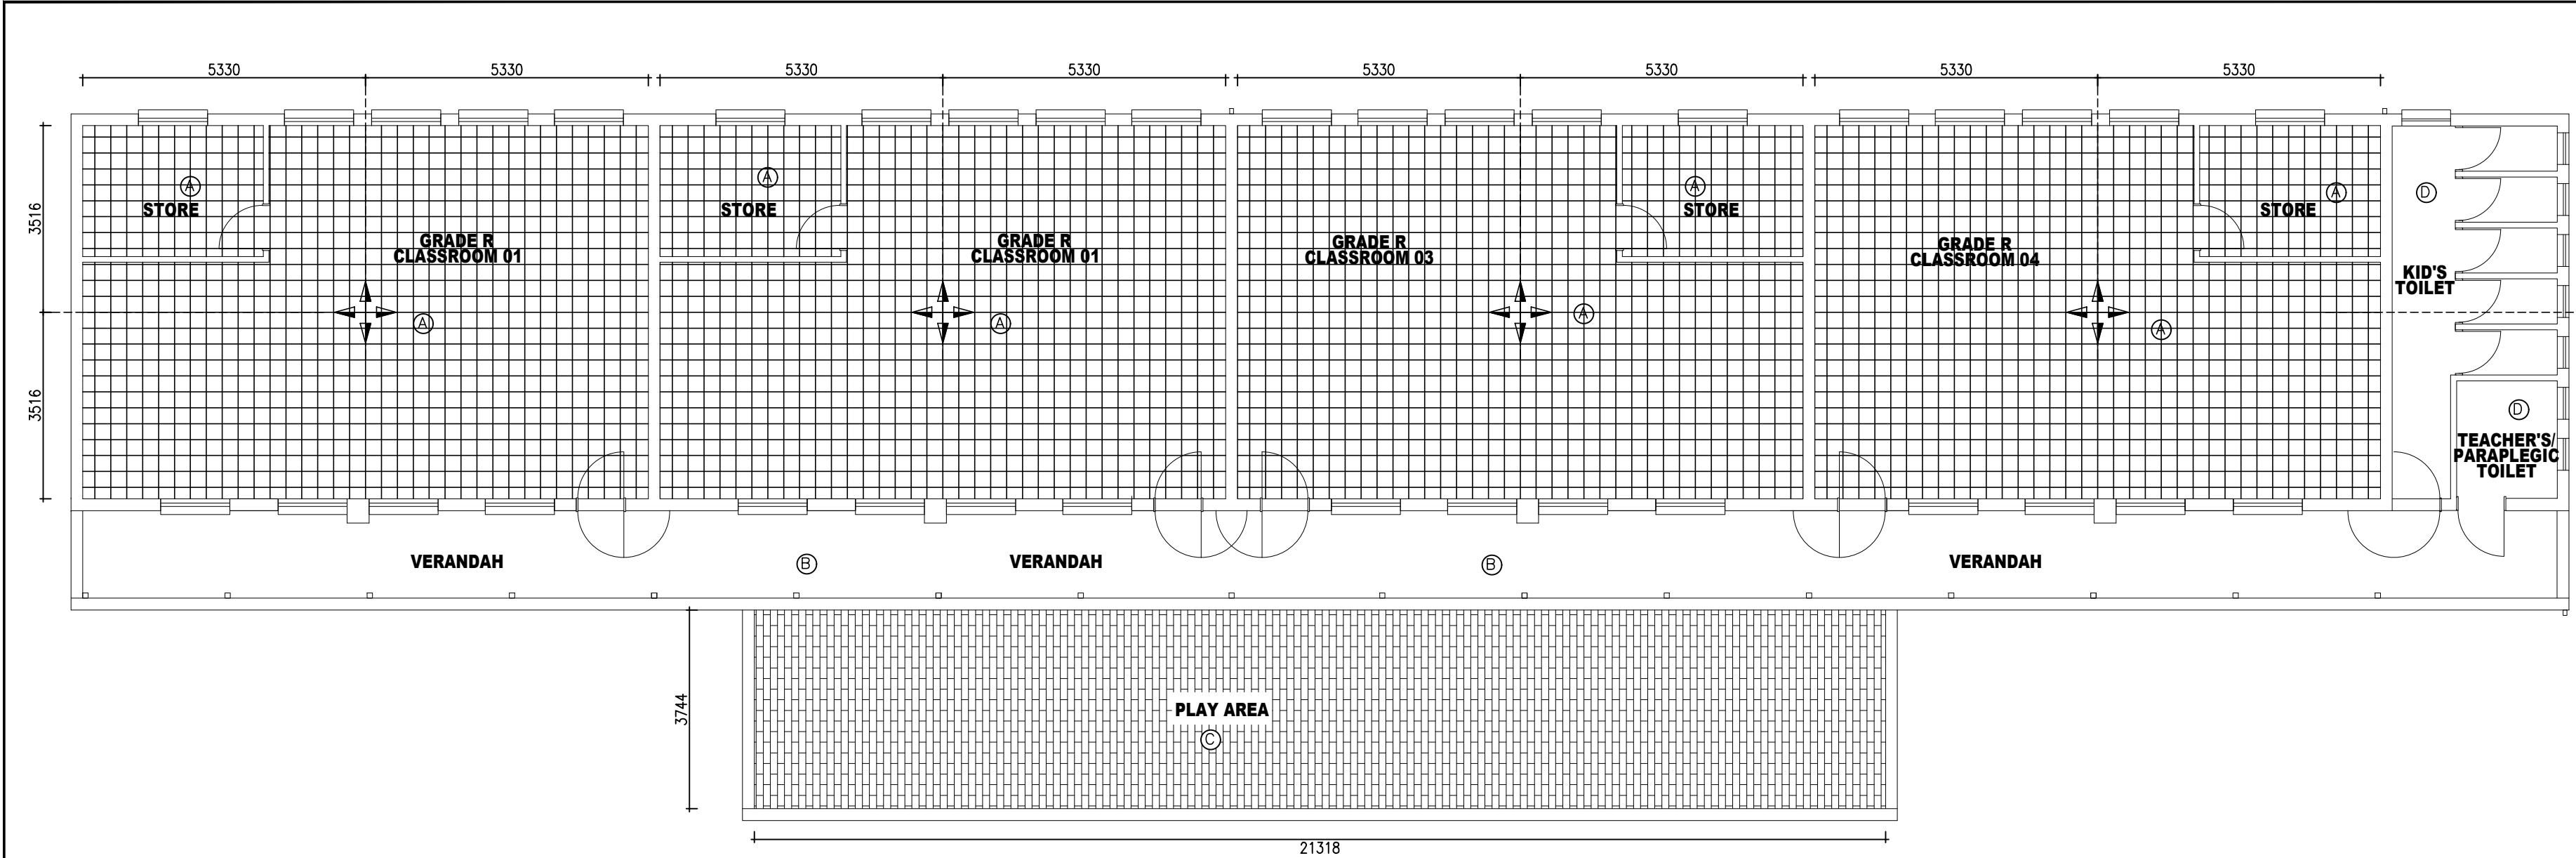 5330
5330
5330
5330
5330
5330
5330
5330
3516
3516
A
STORE
GRADE R
CLASSROOM 01
A
A
STORE
GRADE R
CLASSROOM 01
A
GRADE R
CLASSROOM 03
A
STORE
A
GRADE R
CLASSROOM 04
A
STORE
A
D
KID'S
TOILET
D
TEACHER'S/
PARAPLEGIC
TOILET
VERANDAH
B
VERANDAH
B
VERANDAH
3744
PLAY AREA
C
21318